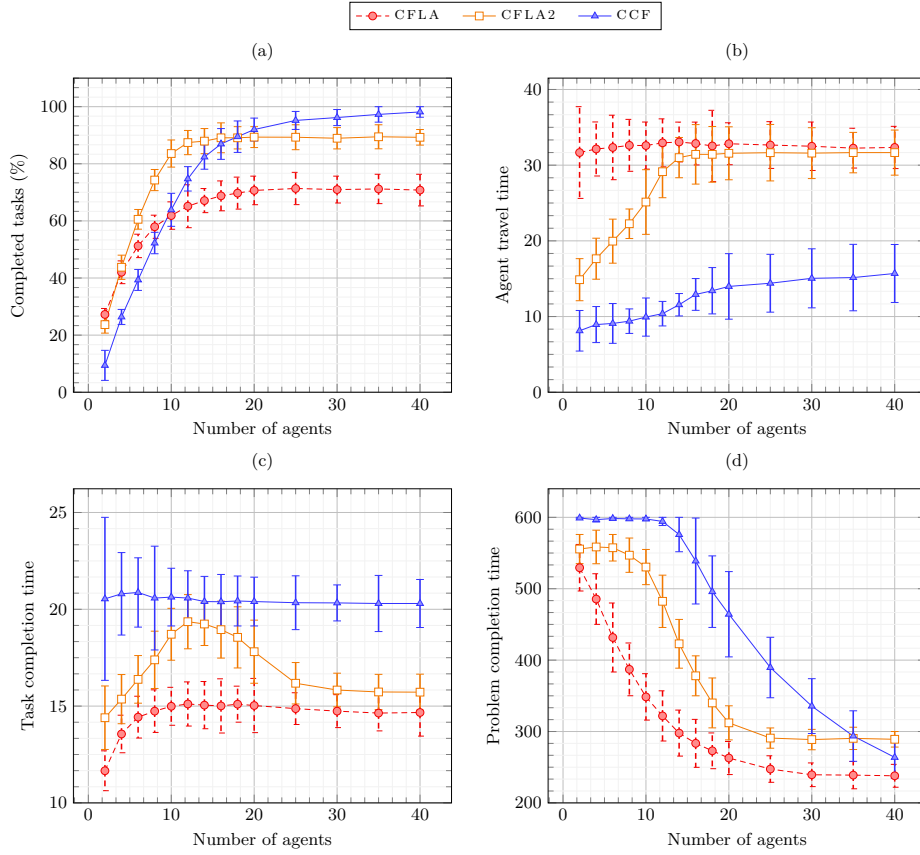 CFLA CFLA2 CCF
(a)
Completed tasks (%)
100
80
60
40
20
0
0 10 20 30 40
Number of agents
(b)
Agent travel time
40
30
20
10
0
0 10 20 30 40
Number of agents
(c)
Task completion time
25
20
15
10
0 10 20 30 40
Number of agents
(d)
Problem completion time
600
500
400
300
200
0 10 20 30 40
Number of agents